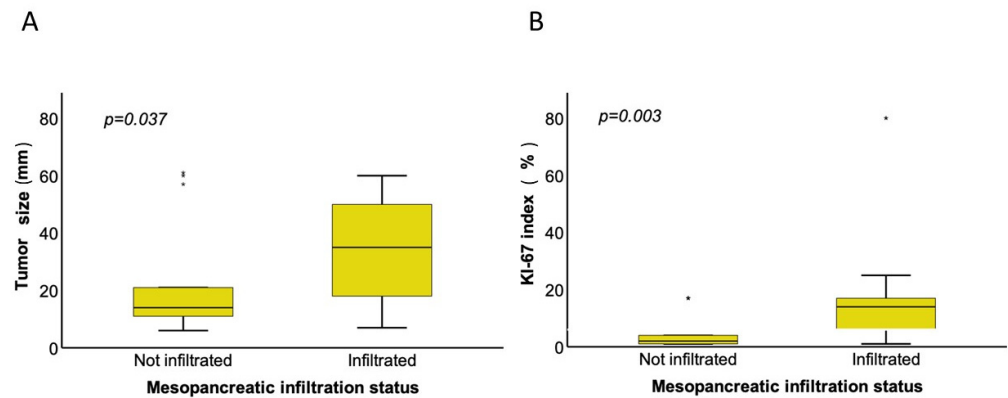 A
p=0.037
80
60
40
20
0
Tumor size (mm)
Not infiltrated
Infiltrated
Mesopancreatic infiltration status
B
p=0.003
80
60
40
20
0
KI-67 index ( % )
Not infiltrated
Infiltrated
Mesopancreatic infiltration status